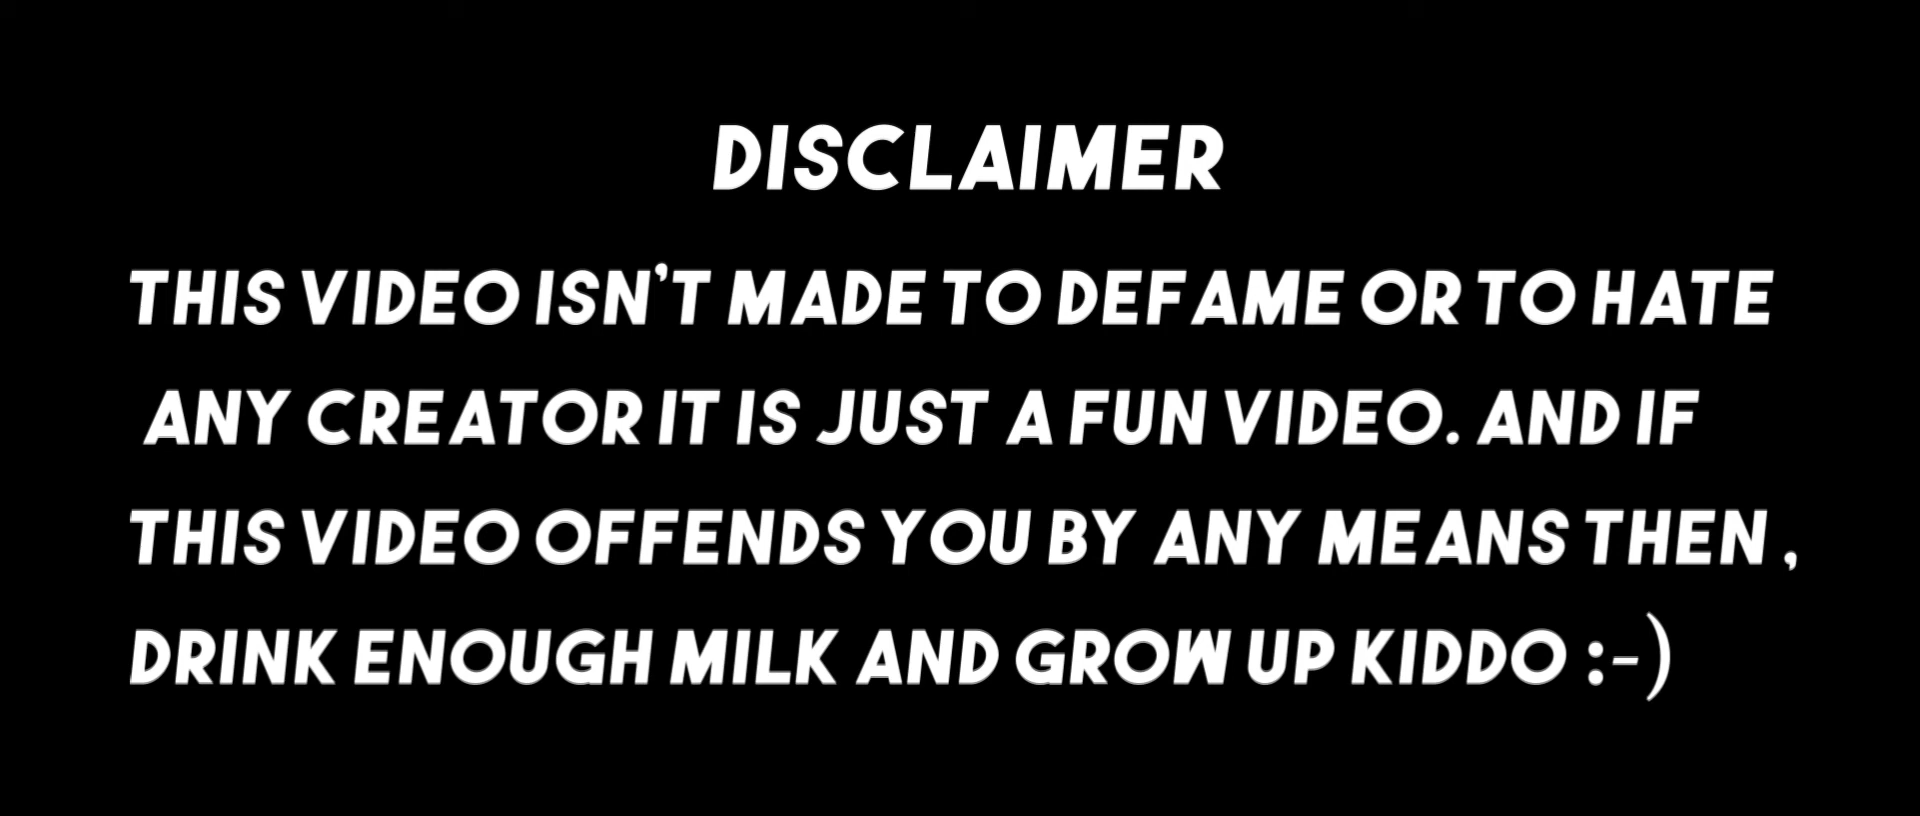 DISCLAIMER
THIS VIDEO ISN'T MADE TO DEFAME OR TO HATE
ANY CREATOR IT IS JUST A FUN VIDEO. AND IF
THIS VIDEO OFFENDS YOU BY ANY MEANS THEN ,
DRINK ENOUGH MILK AND GROW UP KIDDO :-)